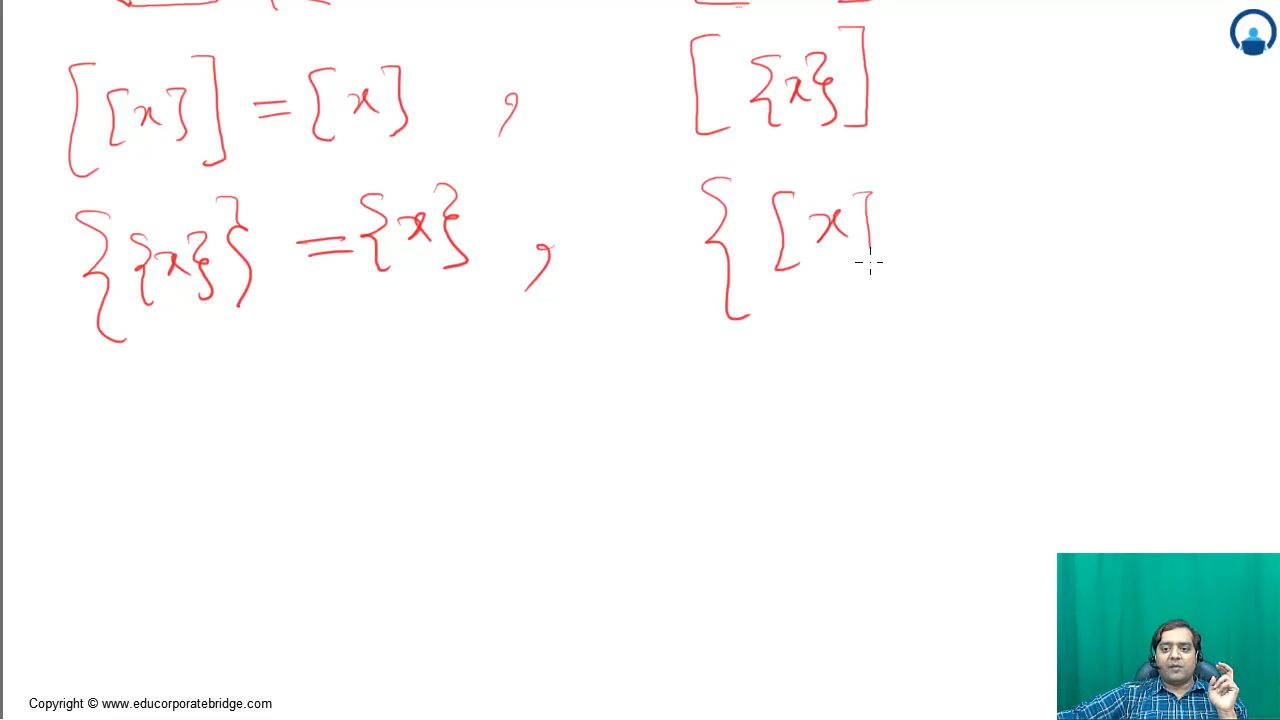 [[x]] = [x] , [{x}]
{{x}} = {x} , {[x]
Copyright © www.educorporatebridge.com